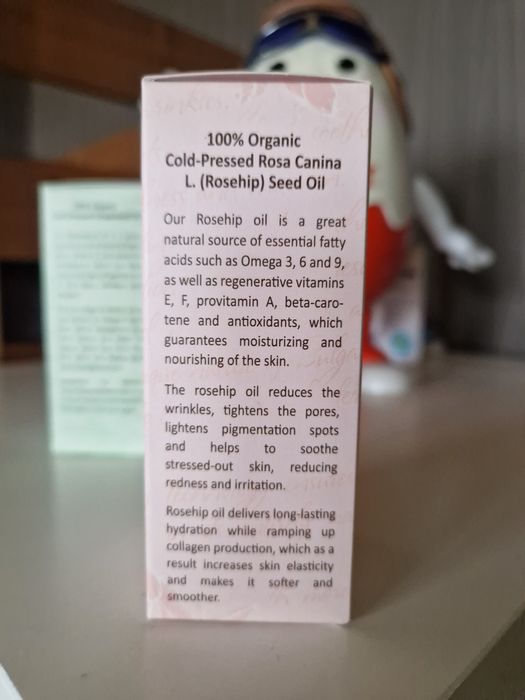 100% Organic
Cold-Pressed Rosa Canina
L. (Rosehip) Seed Oil
Our Rosehip oil is a great
natural source of essential fatty
acids such as Omega 3, 6 and 9,
as well as regenerative vitamins
E, F, provitamin A, beta-caro-
tene and antioxidants, which
guarantees moisturizing and
nourishing of the skin.
The rosehip oil reduces the
wrinkles, tightens the pores,
lightens pigmentation spots
and helps to soothe
stressed-out skin, reducing
redness and irritation.
Rosehip oil delivers long-lasting
hydration while ramping up
collagen production, which as a
result increases skin elasticity
and makes it softer and
smoother.